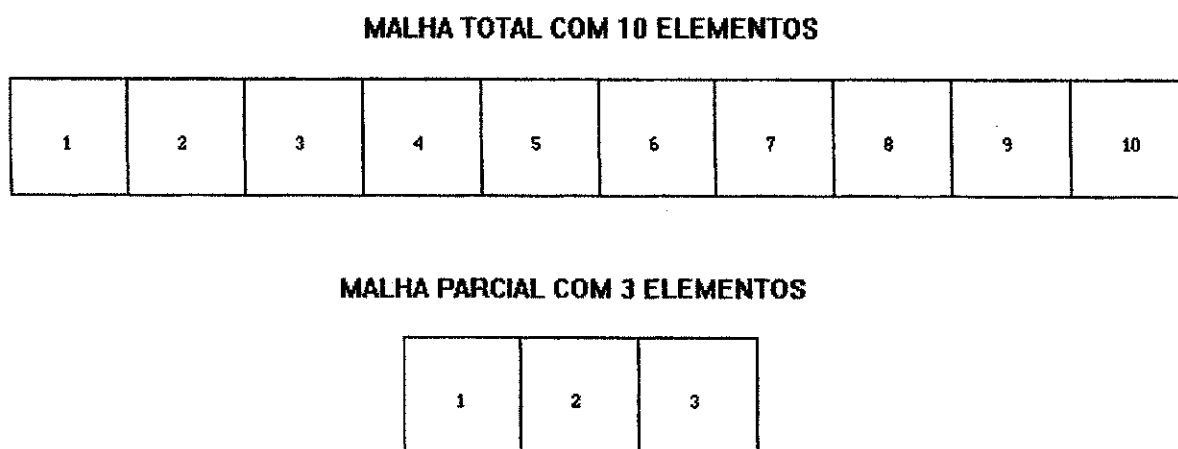 MALHA TOTAL COM 10 ELEMENTOS
1 2 3 4 5 6 7 8 9 10
MALHA PARCIAL COM 3 ELEMENTOS
1 2 3